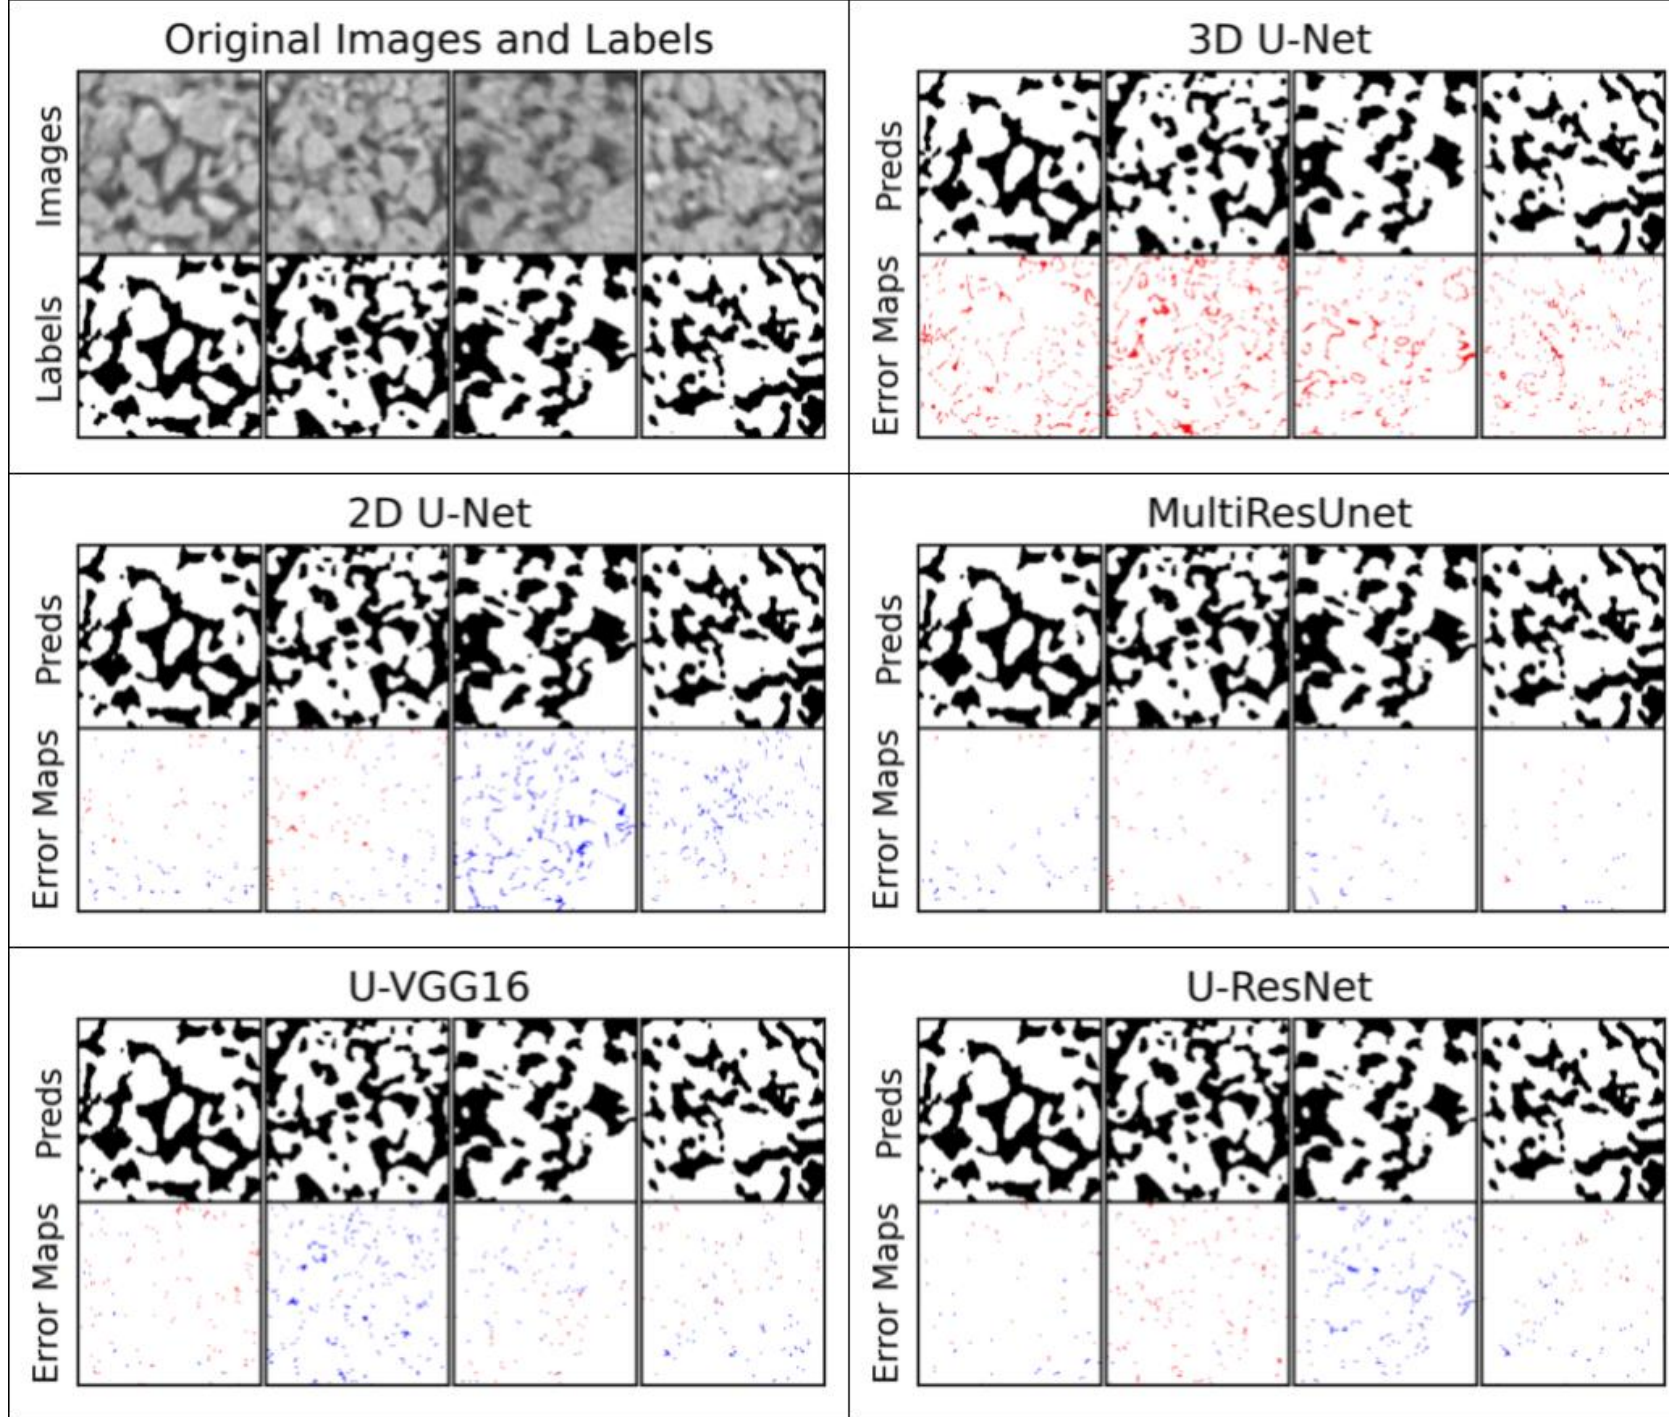 Original Images and Labels
Images
Labels
3D U-Net
Preds
Error Maps
2D U-Net
Preds
Error Maps
MultiResUnet
Preds
Error Maps
U-VGG16
Preds
Error Maps
U-ResNet
Preds
Error Maps